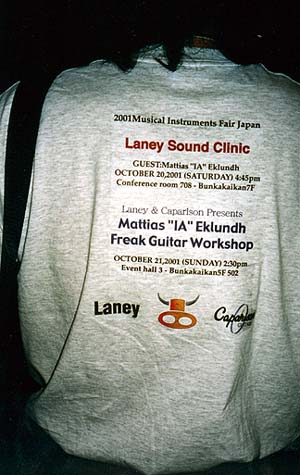 2001Musical Instruments Fair Japan
Laney Sound Clinic
GUEST:Mattias "IA" Eklundh
OCTOBER 20,2001 (SATURDAY) 4:45pm
Conference room 708 - Bunkakaikan7F
Laney & Caparison Presents
Mattias "IA" Eklundh
Freak Guitar Workshop
OCTOBER 21,2001 (SUNDAY) 2:30pm
Event hall 3 - Bunkakaikan5F 502
Laney
Caparison